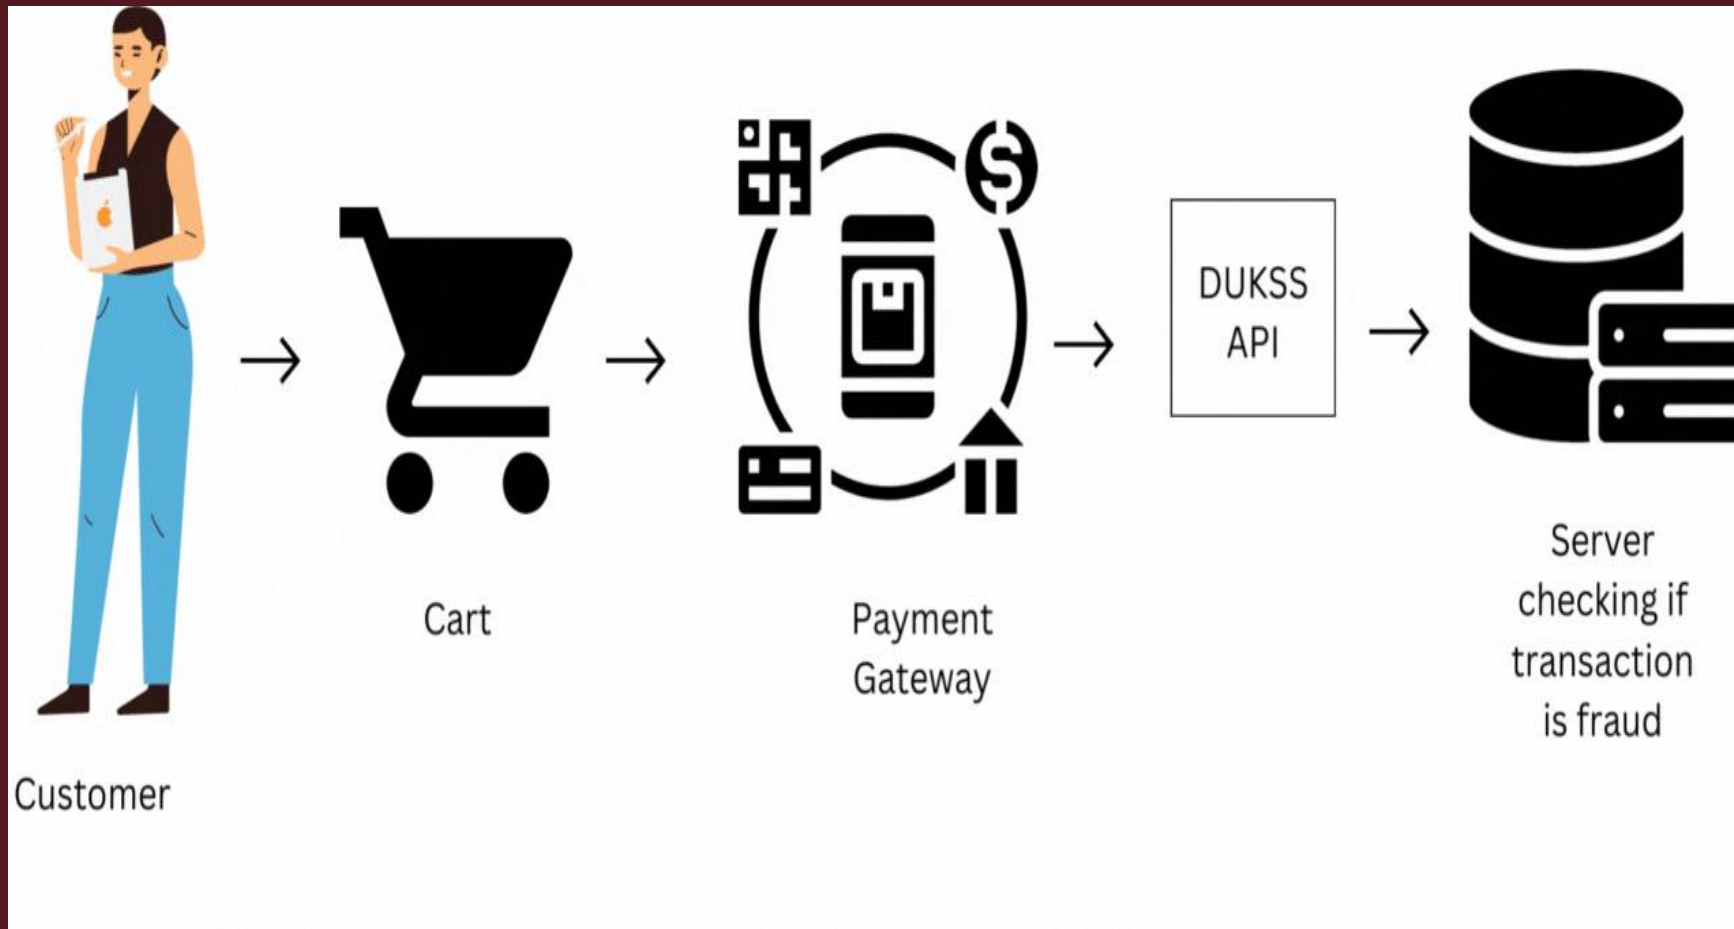 Customer
Cart
Payment
Gateway
DUKSS
API
Server
checking if
transaction
is fraud